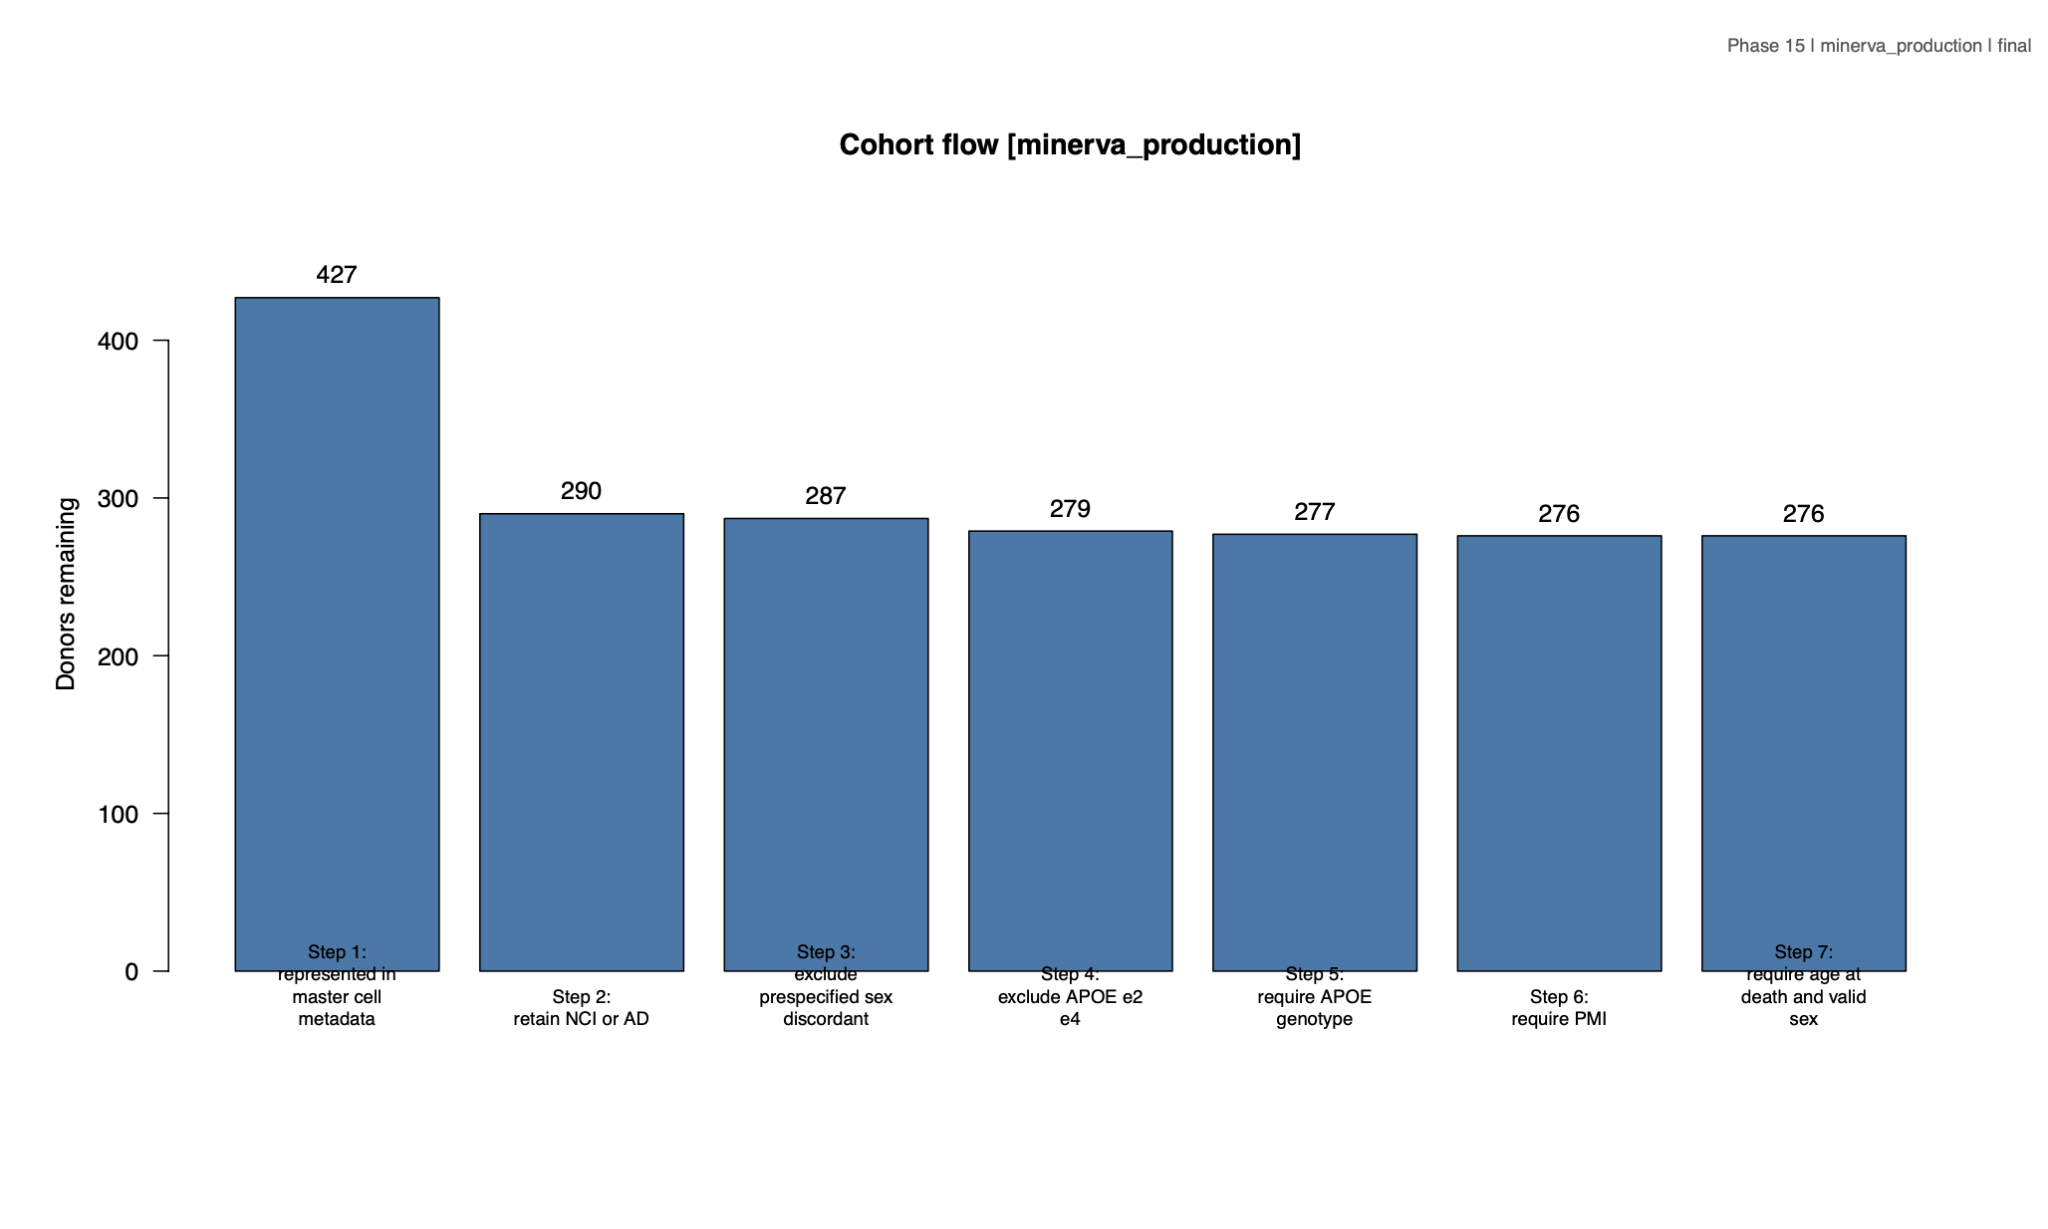 Phase 15 | minerva_production | final
Cohort flow [minerva_production]
Donors remaining
400
300
200
100
0
427
290
287
279
277
276
276
Step 1:
represented in
master cell
metadata
Step 2:
retain NCI or AD
Step 3:
exclude
prespecified sex
discordant
Step 4:
exclude APOE e2
e4
Step 5:
require APOE
genotype
Step 6:
require PMI
Step 7:
require age at
death and valid
sex